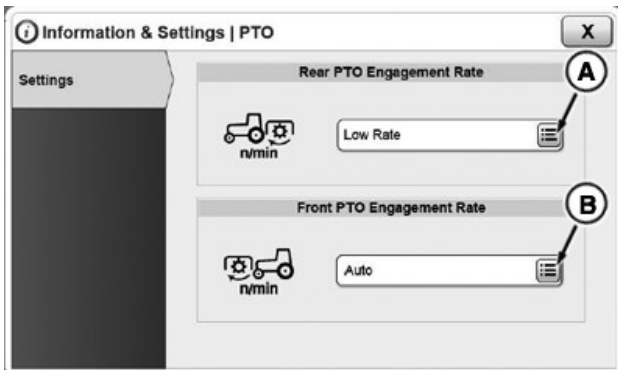 Information & Settings | PTO
X
Settings
Rear PTO Engagement Rate
A
n/min
Low Rate
Front PTO Engagement Rate
B
n/min
Auto